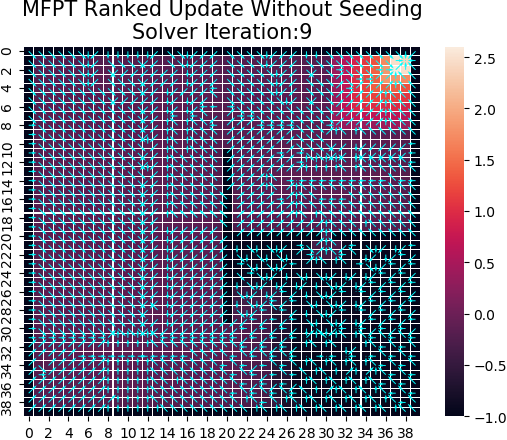 MFPT Ranked Update Without Seeding
Solver Iteration:9
0 2 4 6 8 10 12 14 16 18 20 22 24 26 28 30 32 34 36 38
0 2 4 6 8 10 12 14 16 18 20 22 24 26 28 30 32 34 36 38
2.5
2.0
1.5
1.0
0.5
0.0
−0.5
−1.0